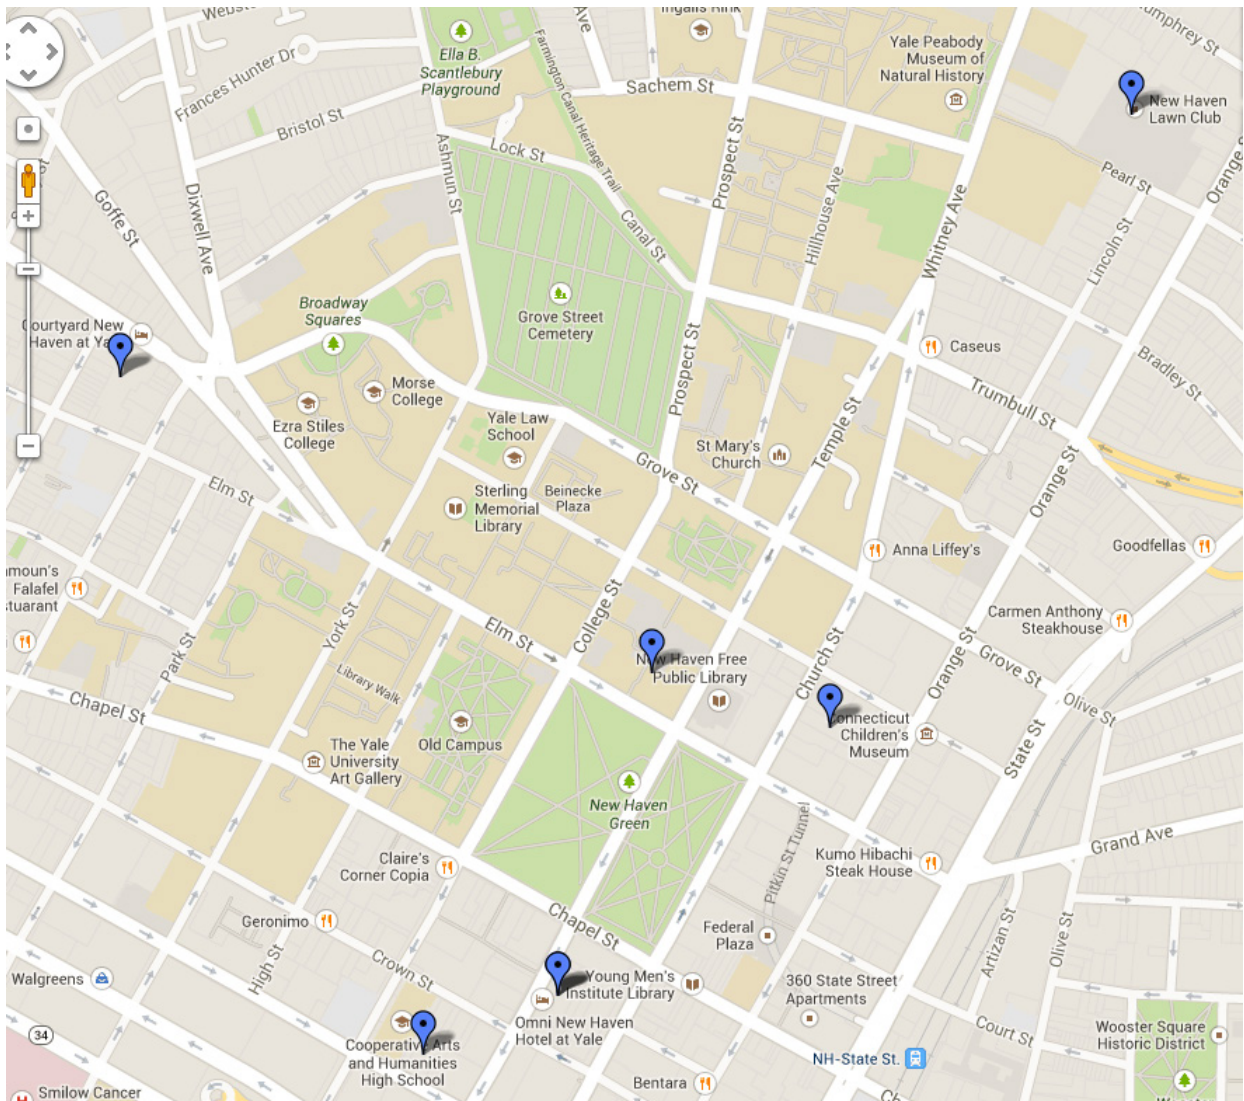 Webst
Ingalls Rink
Ave
Humphrey St
Ella B.
Scantlebury
Playground
Frances Hunter Dr
Farmington Canal Heritage Trail
Yale Peabody
Museum of
Natural History
Sachem St
New Haven
Lawn Club
Bristol St
Ashmun St
Lock St
Prospect St
Pearl St
Orange S
Goffe St
Dixwell Ave
Canal St
Hillhouse Ave
Whitney Ave
Lincoln St
Broadway
Squares
Grove Street
Cemetery
Courtyard New
Haven at Ya
Caseus
Bradley St
Prospect St
Morse
College
Trumbull St
Ezra Stiles
College
Yale Law
School
Temple St
St Mary's
Church
Grove St
Orange St
Elm St
Sterling
Memorial
Library
Beinecke
Plaza
Anna Liffey's
Goodfellas
amoun's
Falafel
stuarant
York St
College St
Carmen Anthony
Steakhouse
Elm St
Park St
Library Walk
New Haven Free
Public Library
Church St
Orange St
Grove St
Olive St
Chapel St
Old Campus
Connecticut
Children's
Museum
State St
The Yale
University
Art Gallery
New Haven
Green
Pitkin St Tunnel
Grand Ave
Claire's
Corner Copia
Kumo Hibachi
Steak House
Geronimo
Chapel St
Federal
Plaza
Artizan St
Olive St
High St
Crown St
Walgreens
Young Men's
Institute Library
360 State Street
Apartments
Omni New Haven
Hotel at Yale
Court St
Wooster Square
Historic District
34
Cooperative Arts
and Humanities
High School
NH-State St.
Bentara
Smilow Cancer
H
Ch